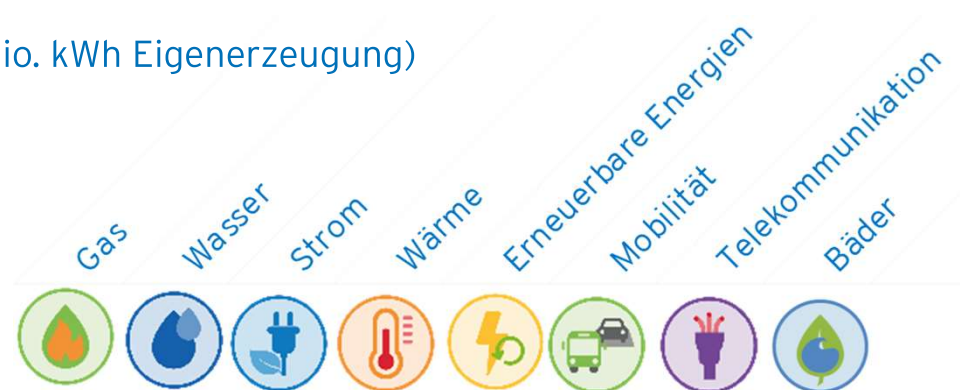 io. kWh Eigenerzeugung)
Gas
Wasser
Strom
Wärme
Erneuerbare Energien
Mobilität
Telekommunikation
Bäder